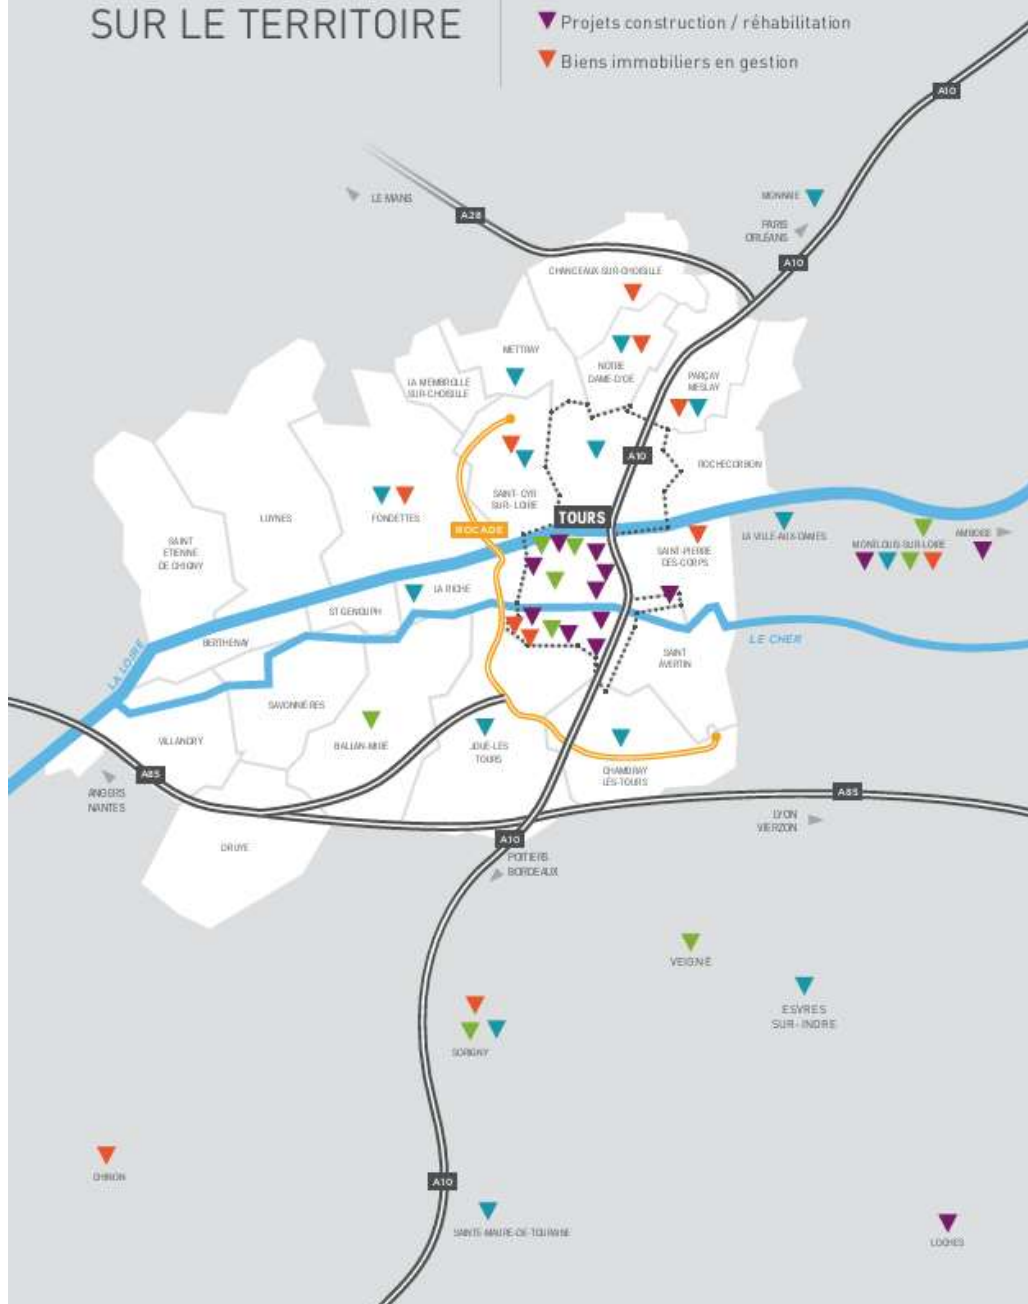 SUR LE TERRITOIRE
Projets construction / réhabilitation
Biens immobiliers en gestion
A10
MONNAIE
LE MANS
A28
PARIS
ORLÉANS
A10
CHANCEAUX-SUR-CHOISILLE
METTRAY
NOTRE
DAME-D'OE
LA MEMBROLLE
SUR-CHOISILLE
PARÇAY
MESLAY
A10
ROCHECORBON
SAINT-CYR
SUR-LOIRE
FONDETTES
LUYNES
TOURS
ROCADE
SAINT
ETIENNE
DE CHIGNY
SAINT-PIERRE
DES-CORPS
LA VILLE-AUX-DAMES
MONTLOUIS-SUR-LOIRE
AMBOISE
LA RICHE
ST GENOUPH
BERTHENAY
LA LOIRE
LE CHER
SAINT
AVERTIN
SAVONNIÈRES
VILLANDRY
BALLAN-MIRÉ
JOUÉ-LÈS
TOURS
CHAMBRAY
LÈS-TOURS
A85
ANGERS
NANTES
A85
LYON
VIERZON
DRUYE
A10
POITIERS
BORDEAUX
VEIGNÉ
ESVRES
SUR-INDRE
SORIGNY
CHINON
A10
SAINTE-MAURE-DE-TOURAINE
LOCHES